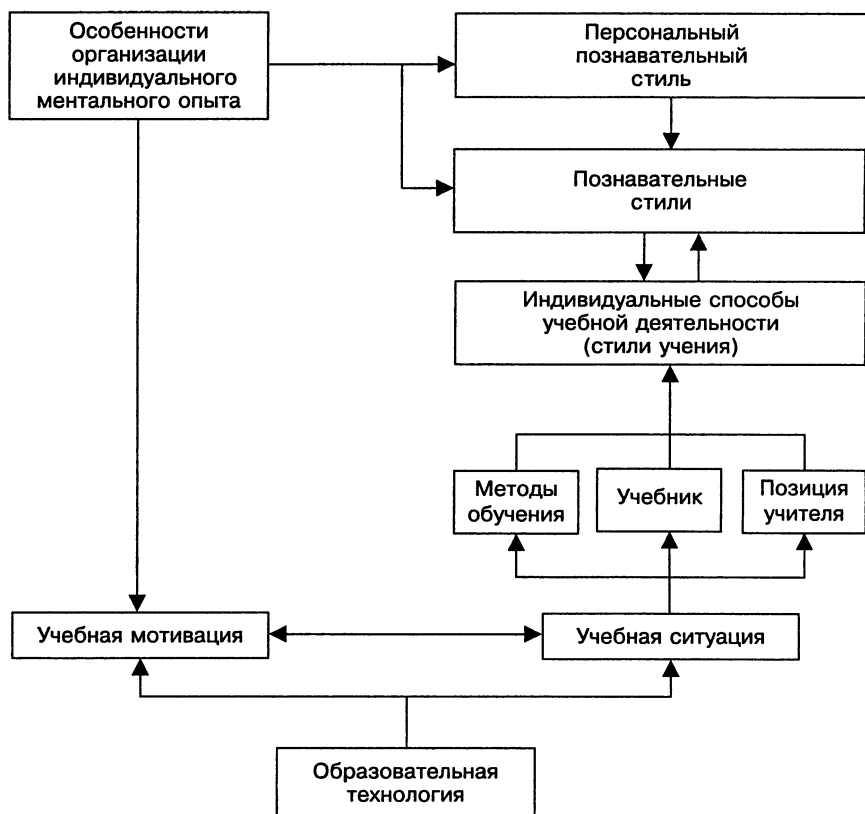 Особенности
организации
индивидуального
ментального опыта
Персональный
познавательный
стиль
Познавательные
стили
Индивидуальные способы
учебной деятельности
(стили учения)
Методы
обучения
Учебник
Позиция
учителя
Учебная мотивация
Учебная ситуация
Образовательная
технология